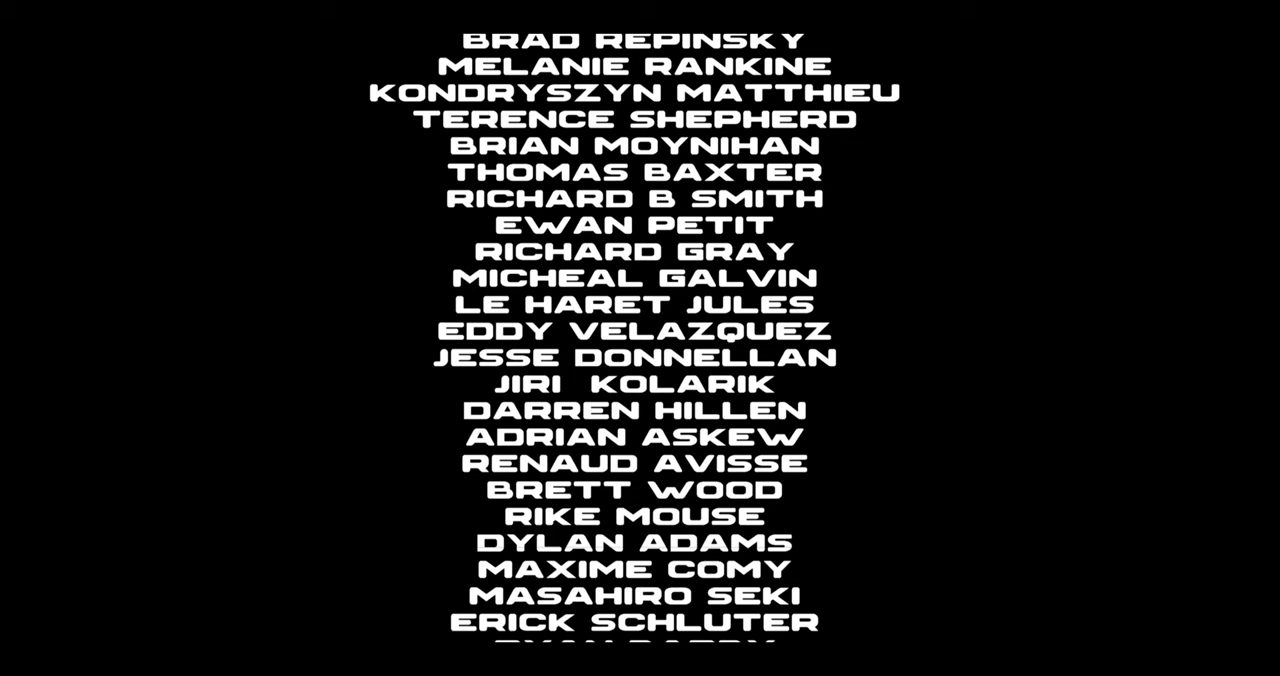 BRAD REPINSKY
MELANIE RANKINE
KONDRYSZYN MATTHIEU
TERENCE SHEPHERD
BRIAN MOYNIHAN
THOMAS BAXTER
RICHARD B SMITH
EWAN PETIT
RICHARD GRAY
MICHEAL GALVIN
LE HARET JULES
EDDY VELAZQUEZ
JESSE DONNELLAN
JIRI  KOLARIK
DARREN HILLEN
ADRIAN ASKEW
RENAUD AVISSE
BRETT WOOD
RIKE MOUSE
DYLAN ADAMS
MAXIME COMY
MASAHIRO SEKI
ERICK SCHLUTER